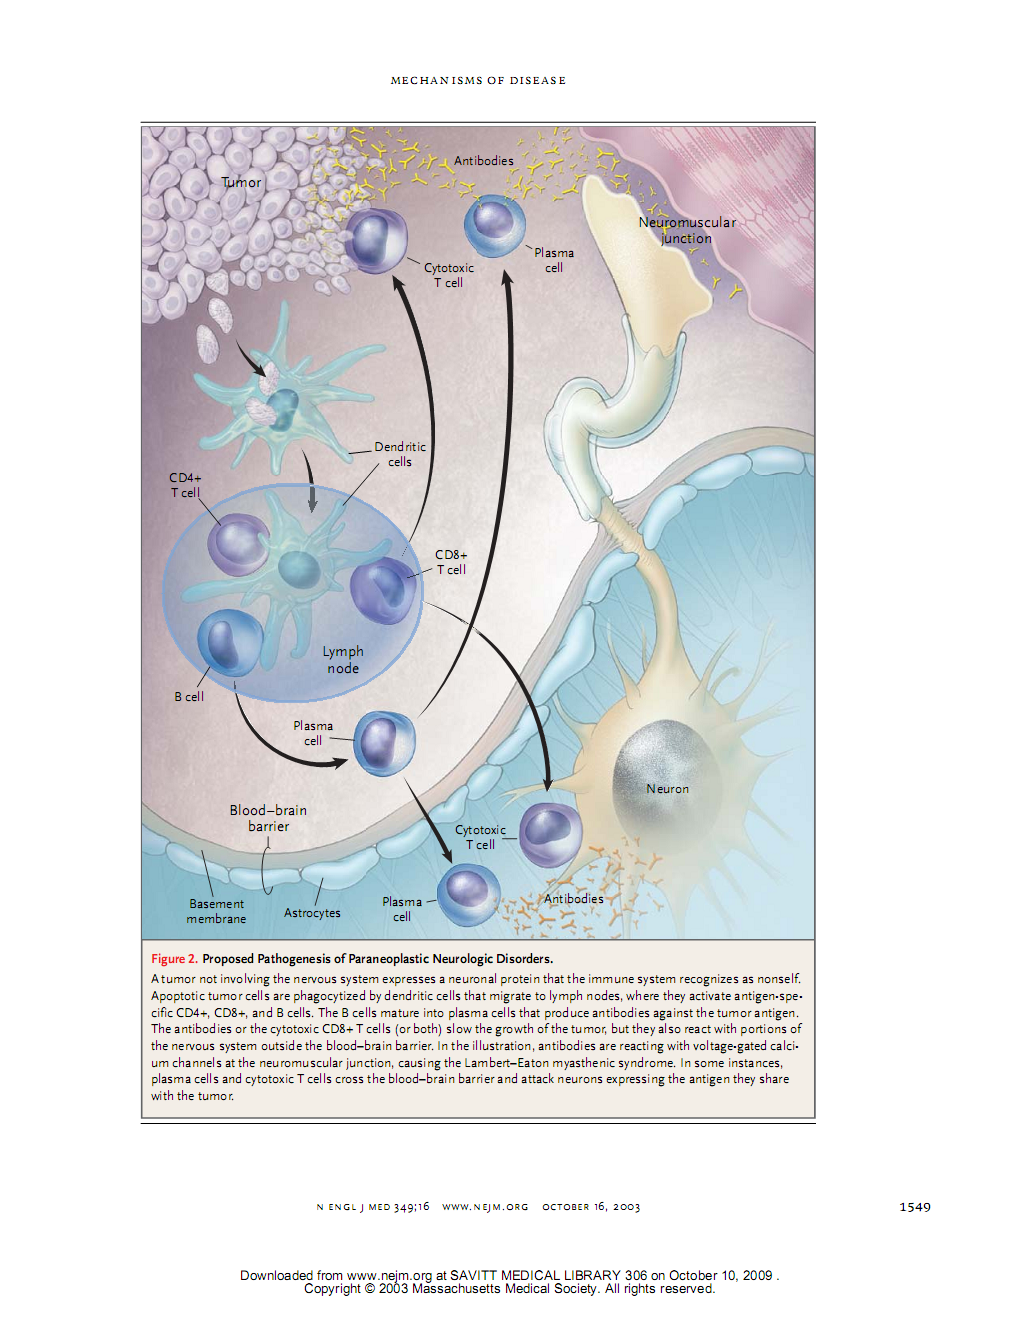 MECHANISMS OF DISEASE
Antibodies
Tumor
Neuromuscular
junction
Plasma
cell
Cytotoxic
T cell
Dendritic
cells
CD4+
T cell
CD8+
T cell
Lymph
node
B cell
Plasma
cell
Neuron
Blood–brain
barrier
Cytotoxic
T cell
Basement
membrane
Astrocytes
Plasma
cell
Antibodies
Figure 2. Proposed Pathogenesis of Paraneoplastic Neurologic Disorders.
A tumor not involving the nervous system expresses a neuronal protein that the immune system recognizes as nonself.
Apoptotic tumor cells are phagocytized by dendritic cells that migrate to lymph nodes, where they activate antigen-spe-
cific CD4+, CD8+, and B cells. The B cells mature into plasma cells that produce antibodies against the tumor antigen.
The antibodies or the cytotoxic CD8+ T cells (or both) slow the growth of the tumor, but they also react with portions of
the nervous system outside the blood–brain barrier. In the illustration, antibodies are reacting with voltage-gated calci-
um channels at the neuromuscular junction, causing the Lambert–Eaton myasthenic syndrome. In some instances,
plasma cells and cytotoxic T cells cross the blood–brain barrier and attack neurons expressing the antigen they share
with the tumor.
N ENGL J MED 349;16 WWW.NEJM.ORG OCTOBER 16, 2003
1549
Downloaded from www.nejm.org at SAVITT MEDICAL LIBRARY 306 on October 10, 2009 .
Copyright © 2003 Massachusetts Medical Society. All rights reserved.